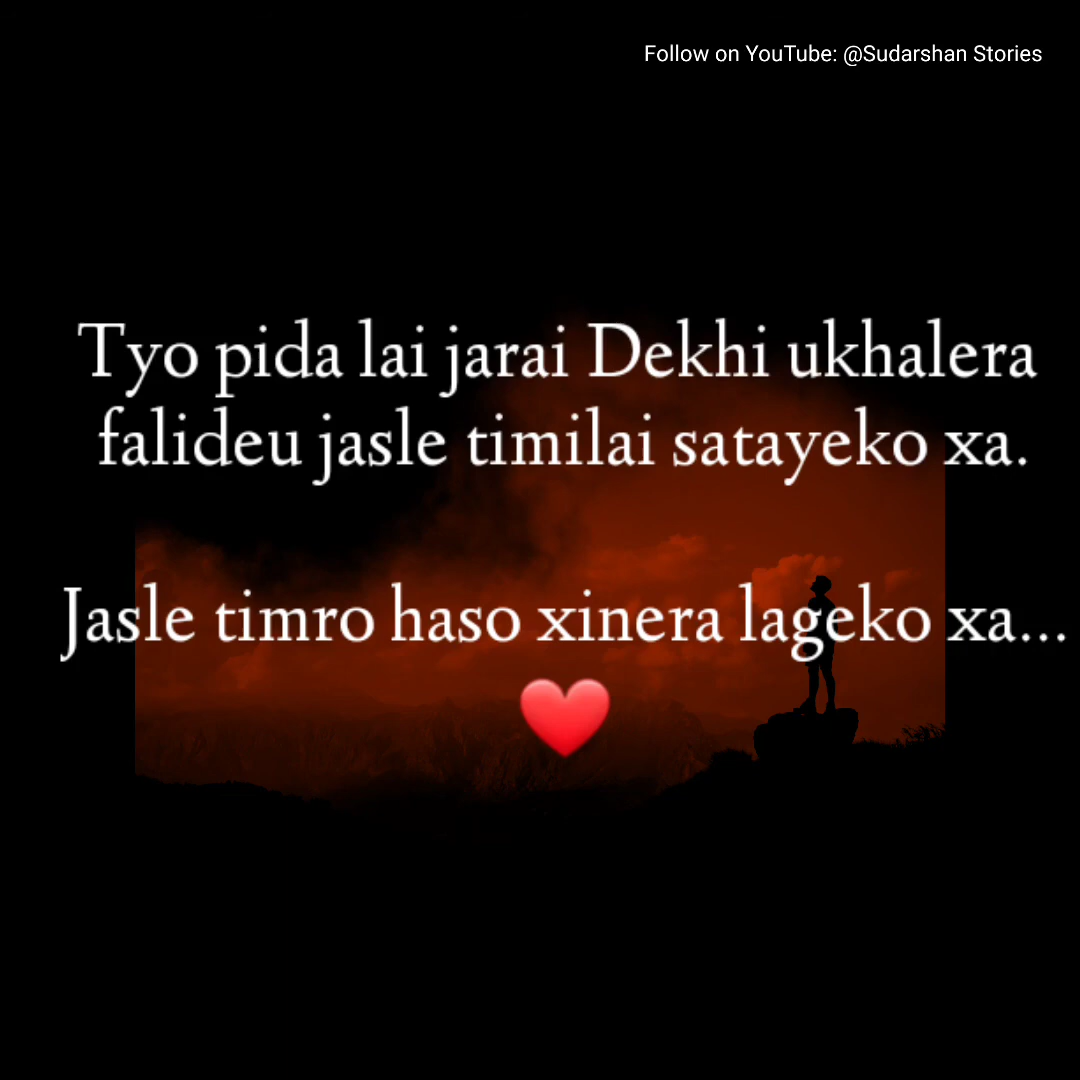 Follow on YouTube: @Sudarshan Stories
Tyo pida lai jarai Dekhi ukhalera
falideu jasle timilai satayeko xa.
Jasle timro haso xinera lageko xa...
❤️